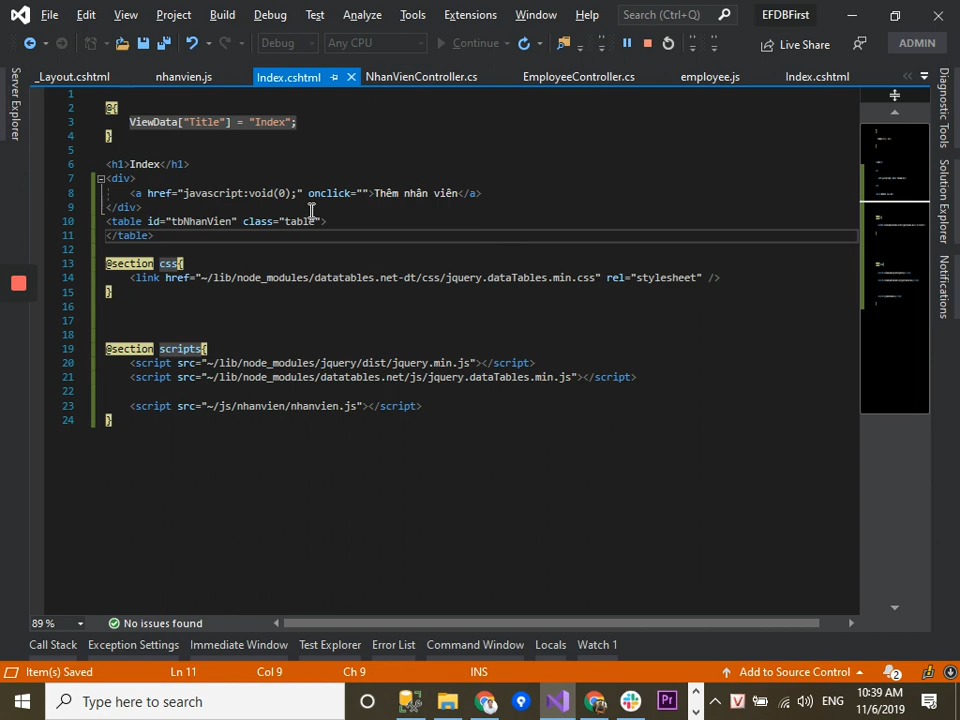 File Edit View Project Build Debug Test Analyze Tools Extensions Window Help Search (Ctrl+Q) EFDBFirst
Debug Any CPU Continue Live Share ADMIN
_Layout.cshtml nhanvien.js Index.cshtml NhanVienController.cs EmployeeController.cs employee.js Index.cshtml
Server Explorer
1
2 @{
3 ViewData["Title"] = "Index";
4 }
5
6 <h1>Index</h1>
7 <div>
8 <a href="javascript:void(0);" onclick="">Thêm nhân viên</a>
9 </div>
10 <table id="tbNhanVien" class="table">
11 </table>
12
13 @section css{
14 <link href="~/lib/node_modules/datatables.net-dt/css/jquery.dataTables.min.css" rel="stylesheet" />
15 }
16
17
18
19 @section scripts{
20 <script src="~/lib/node_modules/jquery/dist/jquery.min.js"></script>
21 <script src="~/lib/node_modules/datatables.net/js/jquery.dataTables.min.js"></script>
22
23 <script src="~/js/nhanvien/nhanvien.js"></script>
24 }
Diagnostic Tools
Solution Explorer
Notifications
89 % No issues found
Call Stack Exception Settings Immediate Window Test Explorer Error List Command Window Locals Watch 1
Item(s) Saved Ln 11 Col 9 Ch 9 INS Add to Source Control 2
Type here to search Pr V ENG 10:39 AM
11/6/2019